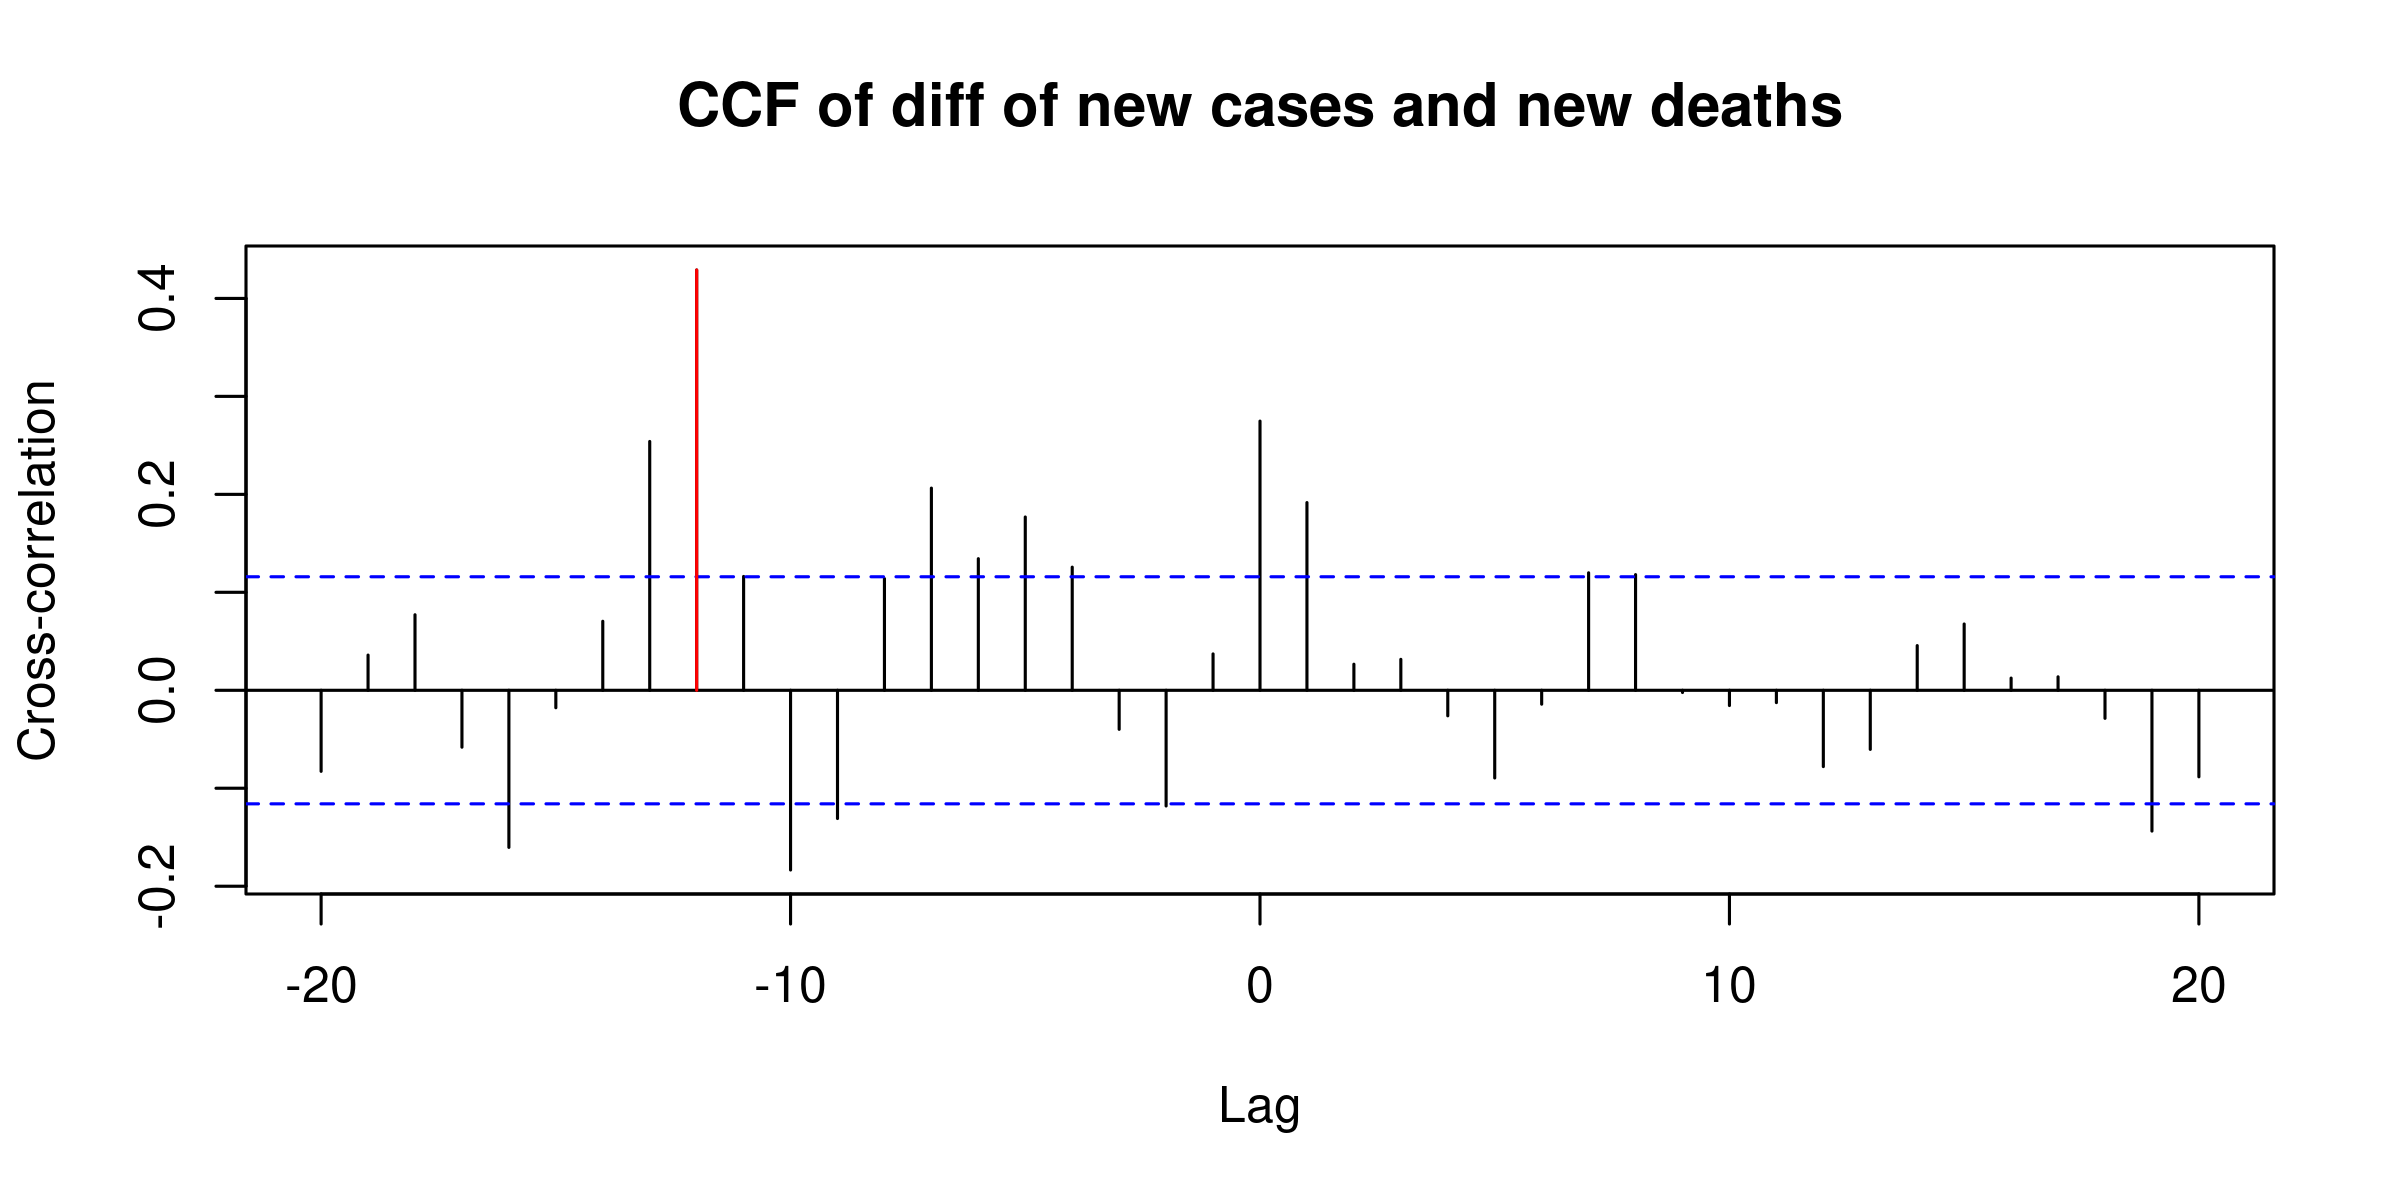 CCF of diff of new cases and new deaths
Cross-correlation
0.4
0.2
0.0
-0.2
-20 -10 0 10 20
Lag